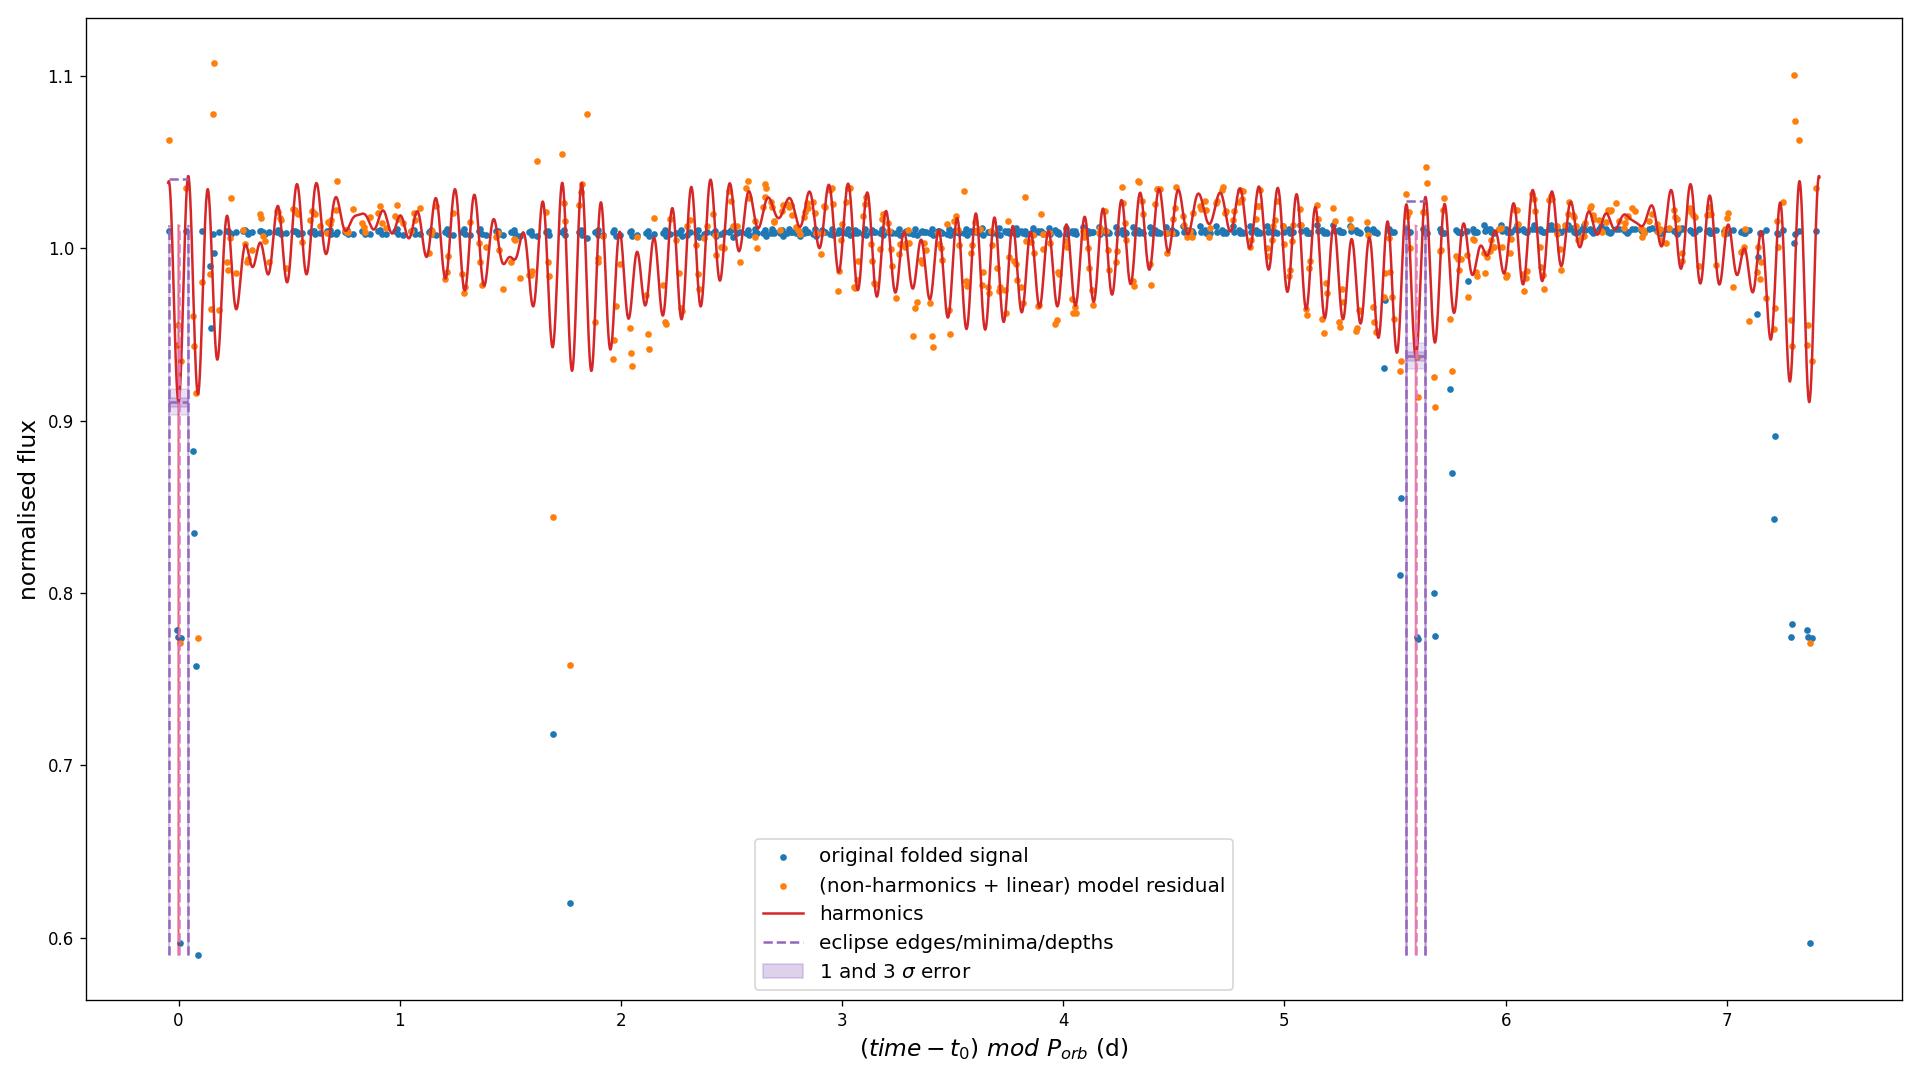 1.1
1.0
0.9
0.8
0.7
0.6
normalised flux
original folded signal
(non-harmonics + linear) model residual
harmonics
eclipse edges/minima/depths
1 and 3 σ error
0 1 2 3 4 5 6 7
(time − t₀) mod Pₒᵣb (d)